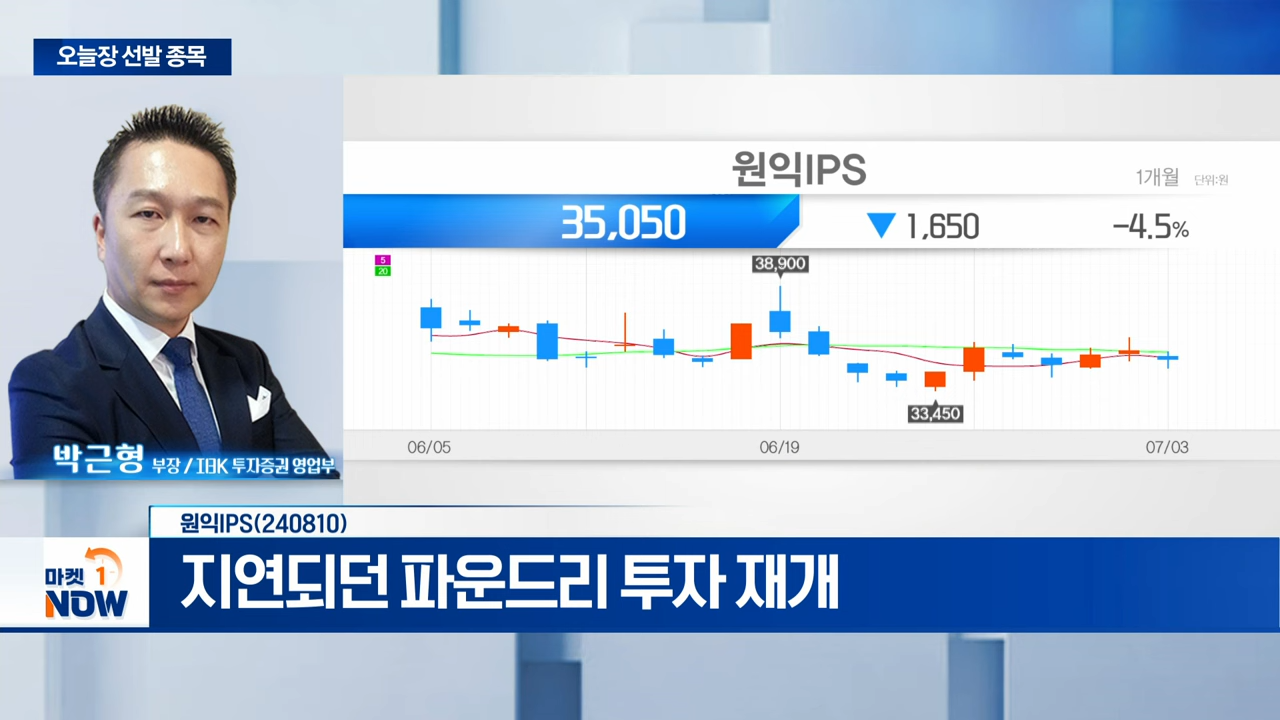 오늘장 선발 종목
원익IPS
1개월 단위:원
35,050 ▼ 1,650 -4.5%
5
20
38,900
33,450
06/05 06/19 07/03
박근형 부장 / IBK 투자증권 영업부
원익IPS(240810)
마켓 1
NOW
지연되던 파운드리 투자 재개